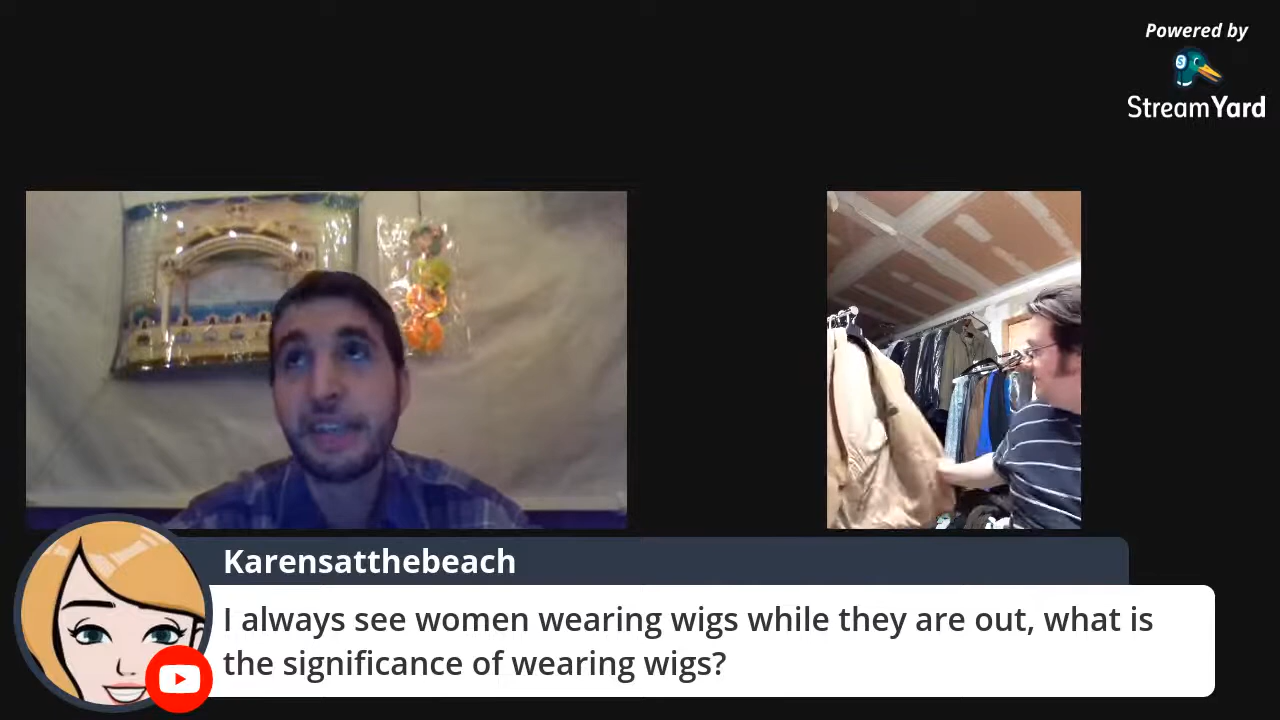 Powered by
StreamYard
Karensatthebeach
I always see women wearing wigs while they are out, what is
the significance of wearing wigs?